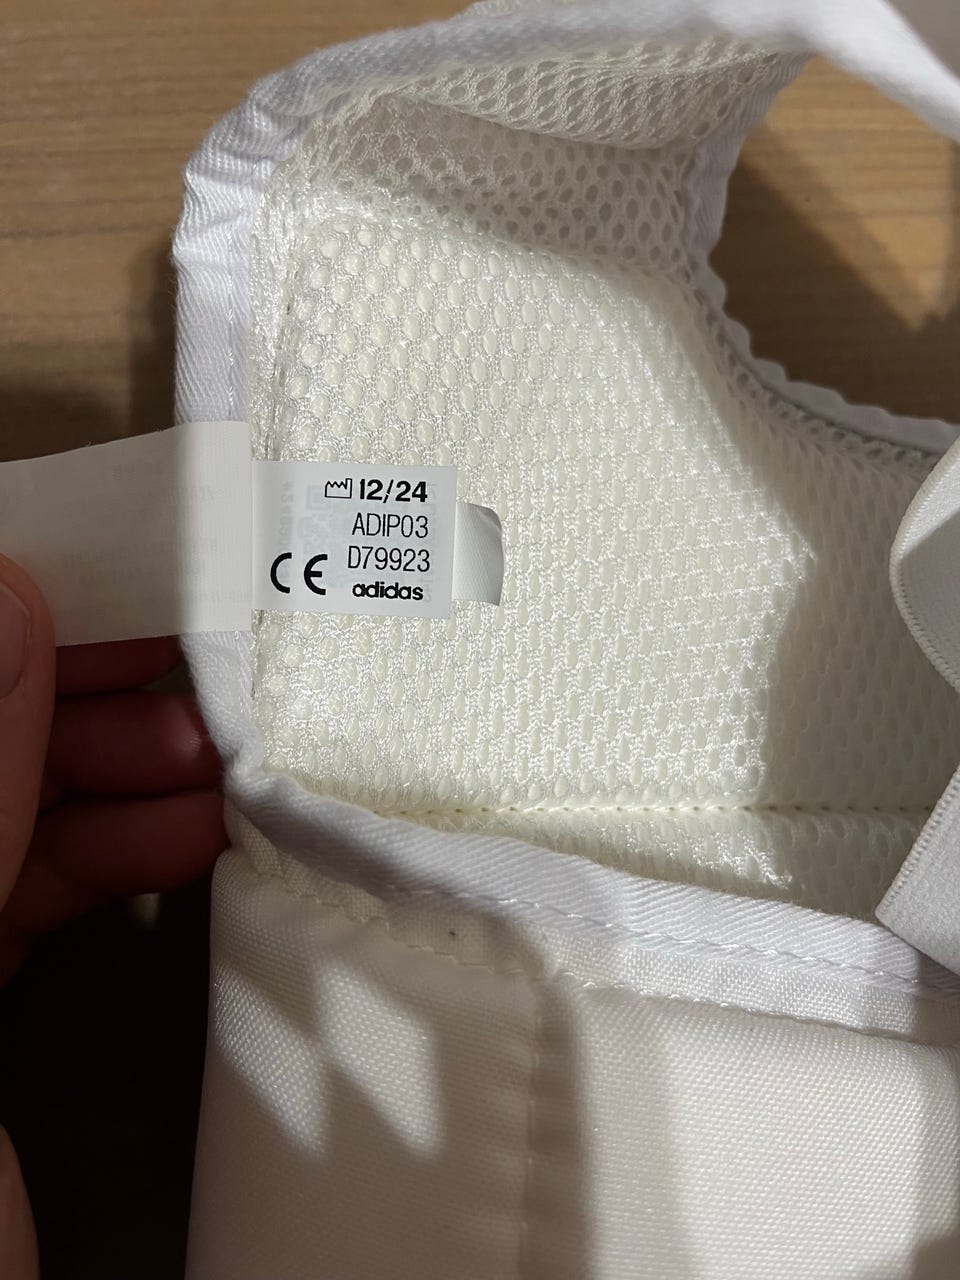 12/24
ADIP03
D79923
CE adidas